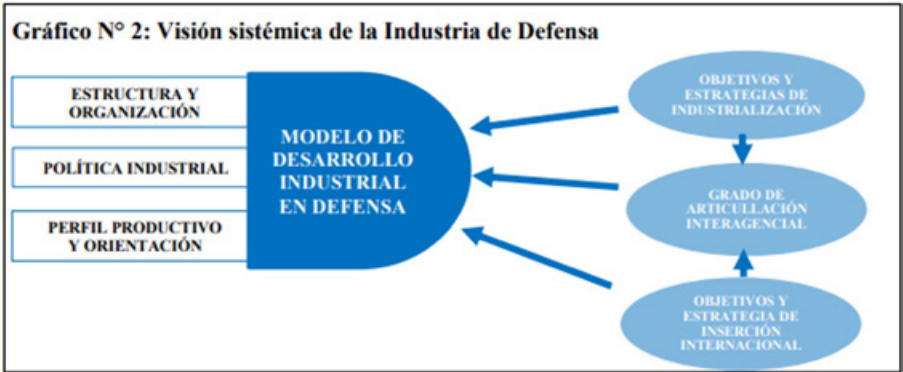 Gráfico N° 2: Visión sistémica de la Industria de Defensa
ESTRUCTURA Y
ORGANIZACIÓN
POLÍTICA INDUSTRIAL
PERFIL PRODUCTIVO
Y ORIENTACIÓN
MODELO DE
DESARROLLO
INDUSTRIAL
EN DEFENSA
OBJETIVOS Y
ESTRATEGIAS DE
INDUSTRIALIZACIÓN
GRADO DE
ARTICULLACIÓN
INTERAGENCIAL
OBJETIVOS Y
ESTRATEGIA DE
INSERCIÓN
INTERNACIONAL